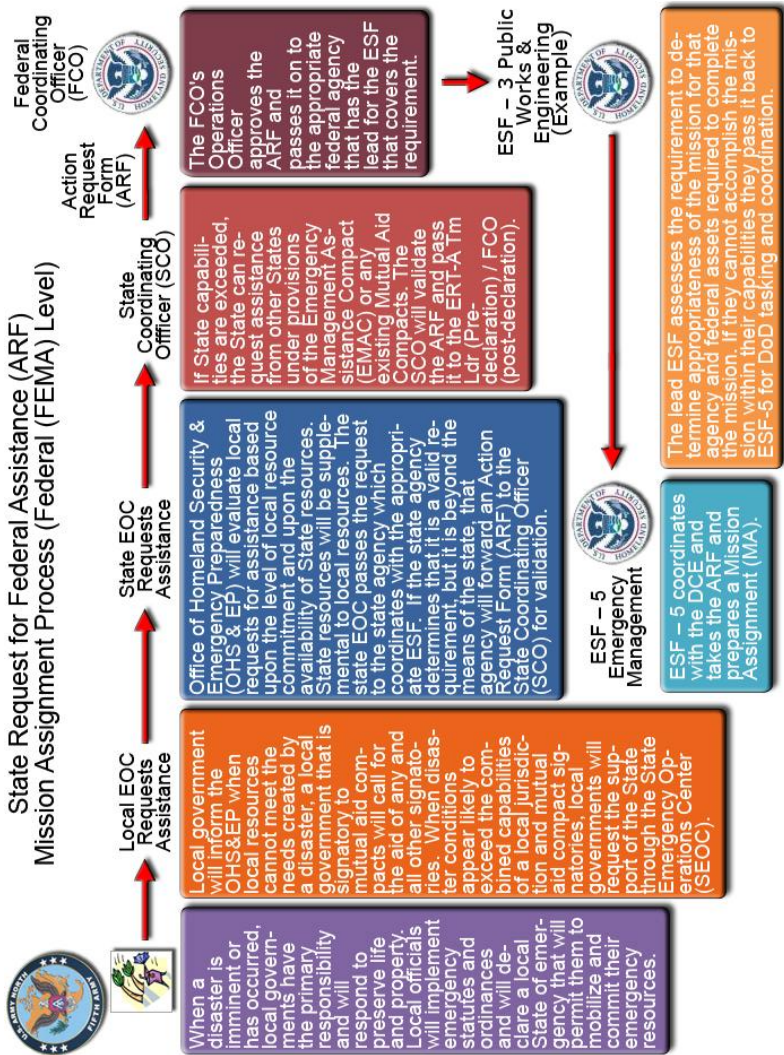 State Request for Federal Assistance (ARF)
Mission Assignment Process (Federal (FEMA) Level)
U.S. ARMY NORTH
FIFTH ARMY
Local EOC
Requests
Assistance
State EOC
Requests
Assistance
State
Coordinating
Offficer (SCO)
Action
Request
Form
(ARF)
Federal
Coordinating
Officer
(FCO)
U.S. DEPARTMENT OF
HOMELAND SECURITY
When a
disaster is
imminent or
has occurred,
local govern-
ments have
the primary
responsibility
and will
respond to
preserve life
and property.
Local officials
will implement
emergency
statutes and
ordinances
and will de-
clare a local
State of emer-
gency that will
permit them to
mobilize and
commit their
emergency
resources.
Local government
will inform the
OHS&EP when
local resources
cannot meet the
needs created by
a disaster, a local
government that is
signatory to
mutual aid com-
pacts will call for
the aid of any and
all other signato-
ries. When disas-
ter conditions
appear likely to
exceed the com-
bined capabilities
of a local jurisdic-
tion and mutual
aid compact sig-
natories, local
governments will
request the sup-
port of the State
through the State
Emergency Op-
erations Center
(SEOC).
Office of Homeland Security &
Emergency Preparedness
(OHS & EP) will evaluate local
requests for assistance based
upon the level of local resource
commitment and upon the
availability of State resources.
State resources will be supple-
mental to local resources. The
state EOC passes the request
to the state agency which
coordinates with the appropri-
ate ESF. If the state agency
determines that it is a valid re-
quirement, but it is beyond the
means of the state, that
agency will forward an Action
Request Form (ARF) to the
State Coordinating Officer
(SCO) for validation.
If State capabili-
ties are exceeded,
the State can re-
quest assistance
from other States
under provisions
of the Emergency
Management As-
sistance Compact
(EMAC) or any
existing Mutual Aid
Compacts. The
SCO will validate
the ARF and pass
it to the ERT-A Tm
Ldr (Pre-
declaration) / FCO
(post-declaration).
The FCO's
Operations
Officer
approves the
ARF and
passes it on to
the appropriate
federal agency
that has the
lead for the ESF
that covers the
requirement.
ESF – 3 Public
Works &
Engineering
(Example)
U.S. DEPARTMENT OF
HOMELAND SECURITY
ESF – 5
Emergency
Management
U.S. DEPARTMENT OF
HOMELAND SECURITY
ESF – 5 coordinates
with the DCE and
takes the ARF and
prepares a Mission
Assignment (MA).
The lead ESF assesses the requirement to de-
termine appropriateness of the mission for that
agency and federal assets required to complete
the mission. If they cannot accomplish the mis-
sion within their capabilities they pass it back to
ESF-5 for DoD tasking and coordination.